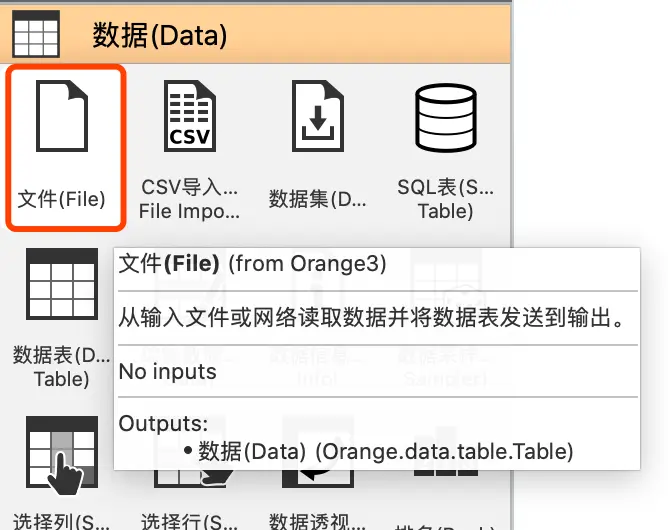 数据(Data)
CSV
文件(File)
CSV导入...
File Impo...
数据集(D...
SQL表(S...
Table)
文件(File) (from Orange3)
从输入文件或网络读取数据并将数据表发送到输出。
数据表(D...
Table)
No inputs
Outputs:
• 数据(Data) (Orange.data.table.Table)
选择列(S...
选择行(S...
数据透视...